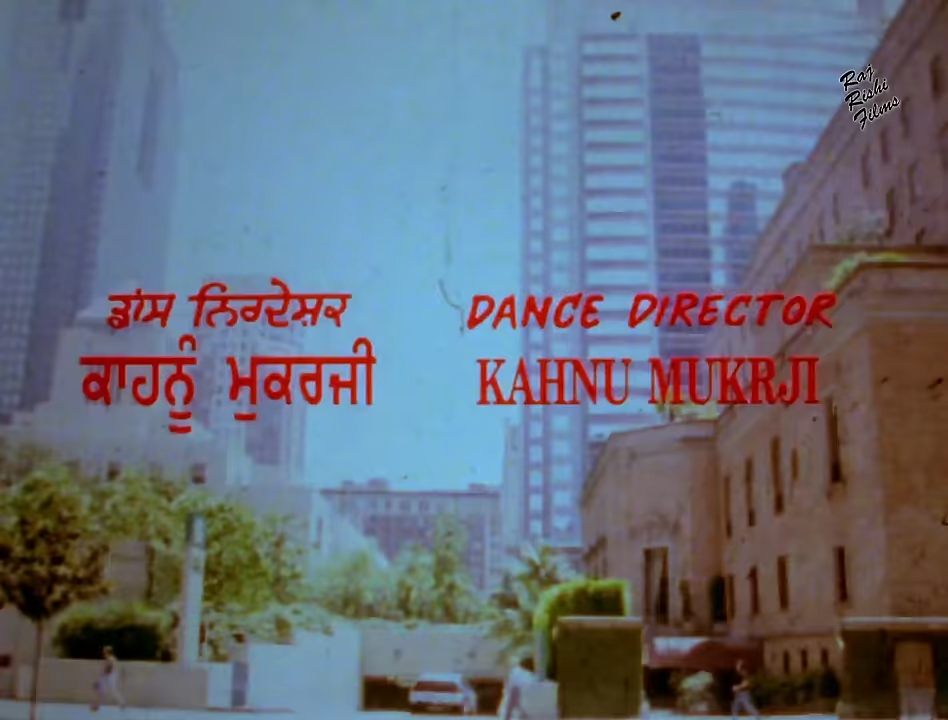 Raj
Rishi
Films
ਡਾਂਸ ਨਿਰਦੇਸ਼ਕ
ਕਾਹਨੂੰ ਮੁਕਰਜੀ
DANCE DIRECTOR
KAHNU MUKRJI